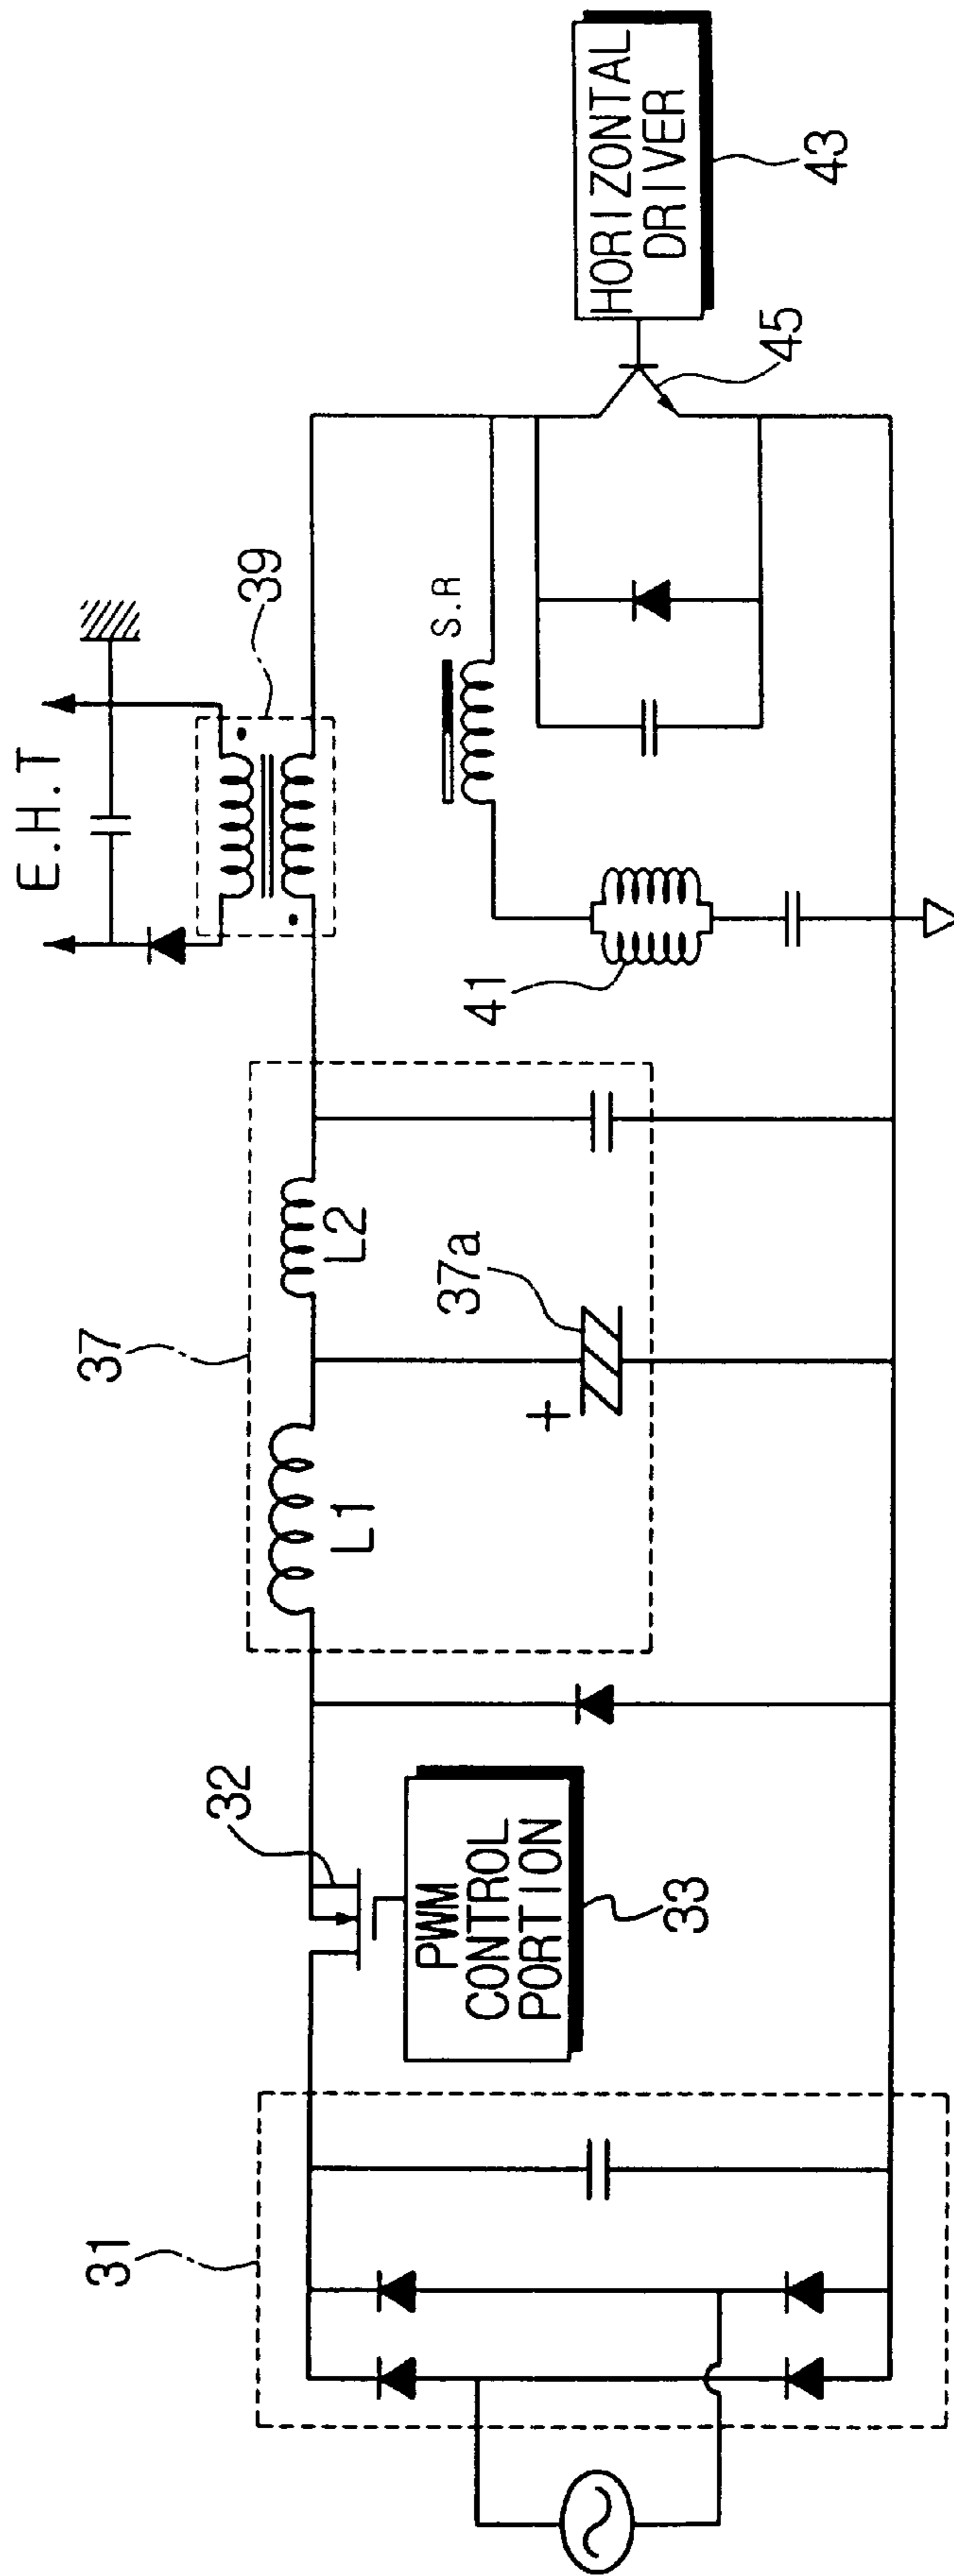 E.H.T
39
37
L1
L2
37a
32
PWM
CONTROL
PORTION
33
31
S.R
41
HORIZONTAL
DRIVER
43
45